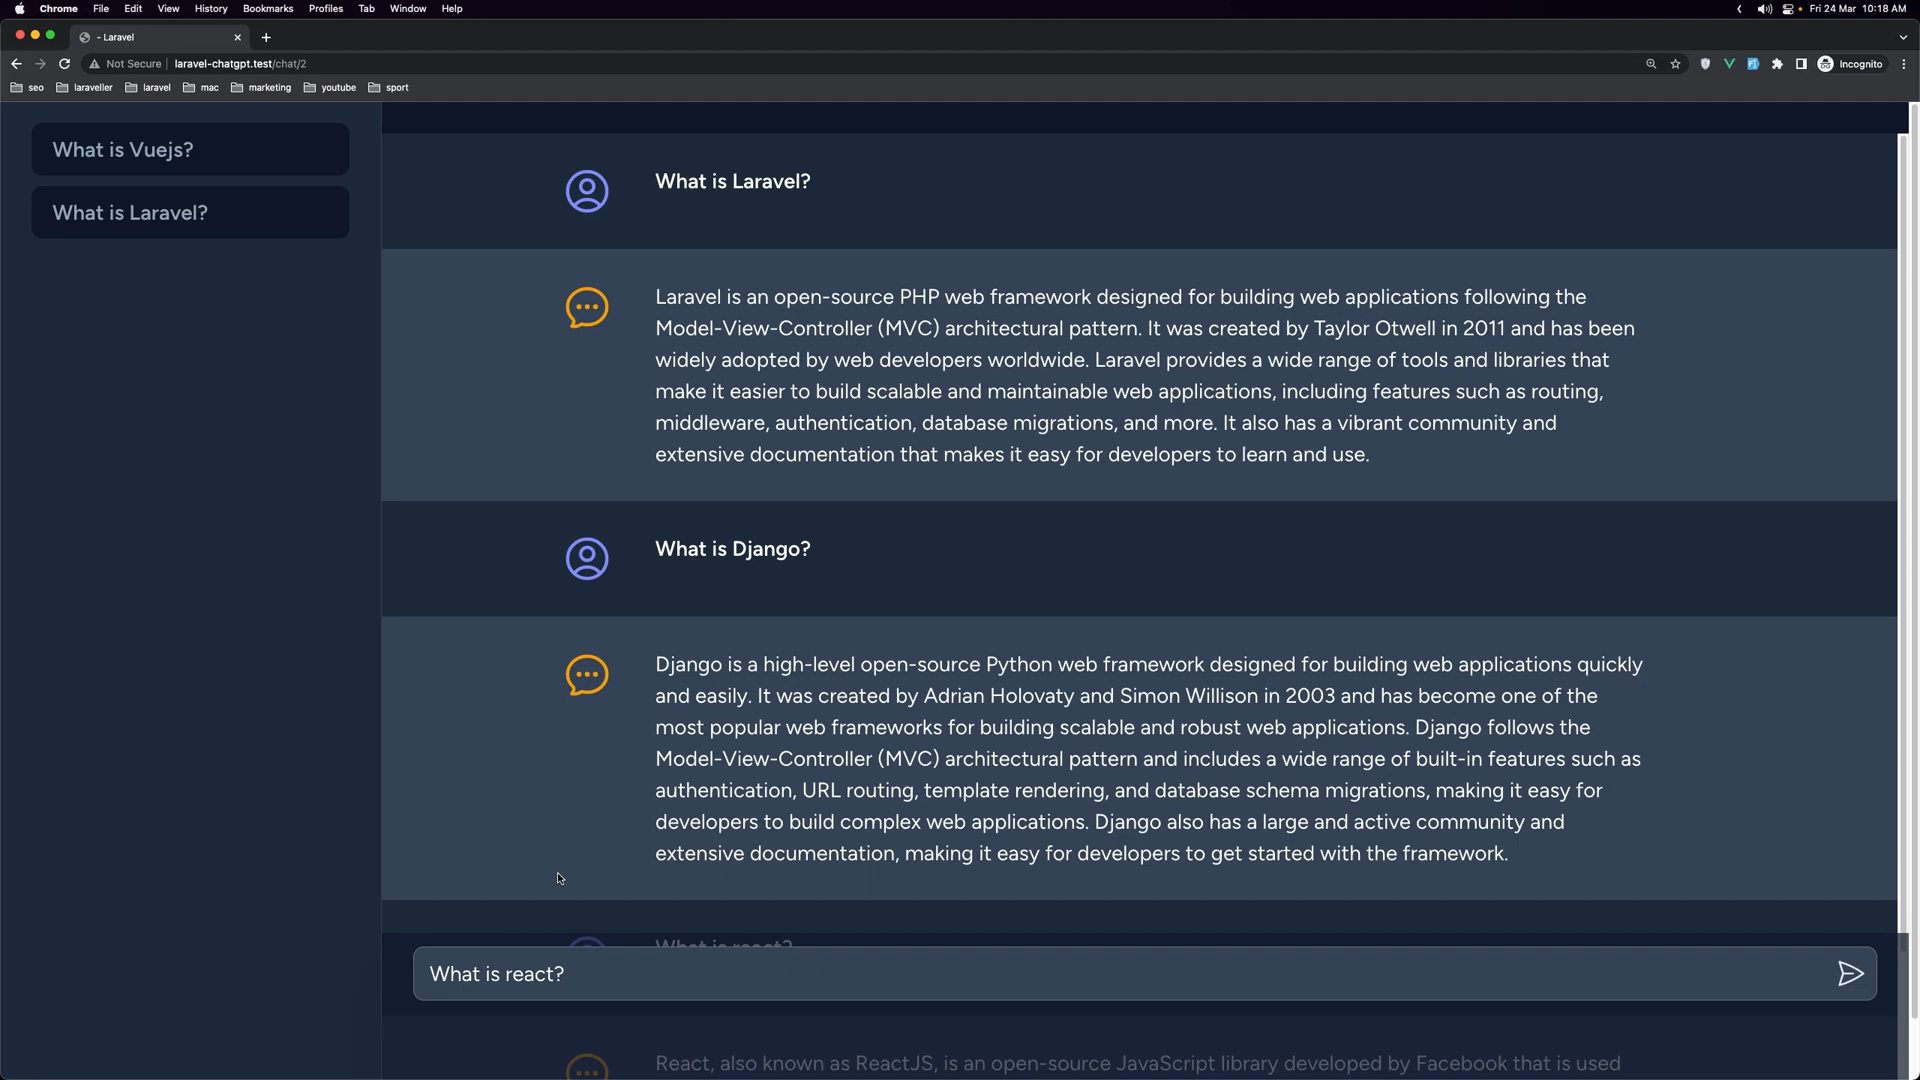 Chrome File Edit View History Bookmarks Profiles Tab Window Help Fri 24 Mar 10:18 AM
- Laravel
Not Secure laravel-chatgpt.test/chat/2 Incognito
seo laraveller laravel mac marketing youtube sport
What is Vuejs?
What is Laravel?
What is Laravel?
Laravel is an open-source PHP web framework designed for building web applications following the
Model-View-Controller (MVC) architectural pattern. It was created by Taylor Otwell in 2011 and has been
widely adopted by web developers worldwide. Laravel provides a wide range of tools and libraries that
make it easier to build scalable and maintainable web applications, including features such as routing,
middleware, authentication, database migrations, and more. It also has a vibrant community and
extensive documentation that makes it easy for developers to learn and use.
What is Django?
Django is a high-level open-source Python web framework designed for building web applications quickly
and easily. It was created by Adrian Holovaty and Simon Willison in 2003 and has become one of the
most popular web frameworks for building scalable and robust web applications. Django follows the
Model-View-Controller (MVC) architectural pattern and includes a wide range of built-in features such as
authentication, URL routing, template rendering, and database schema migrations, making it easy for
developers to build complex web applications. Django also has a large and active community and
extensive documentation, making it easy for developers to get started with the framework.
What is react?
What is react?
React, also known as ReactJS, is an open-source JavaScript library developed by Facebook that is used